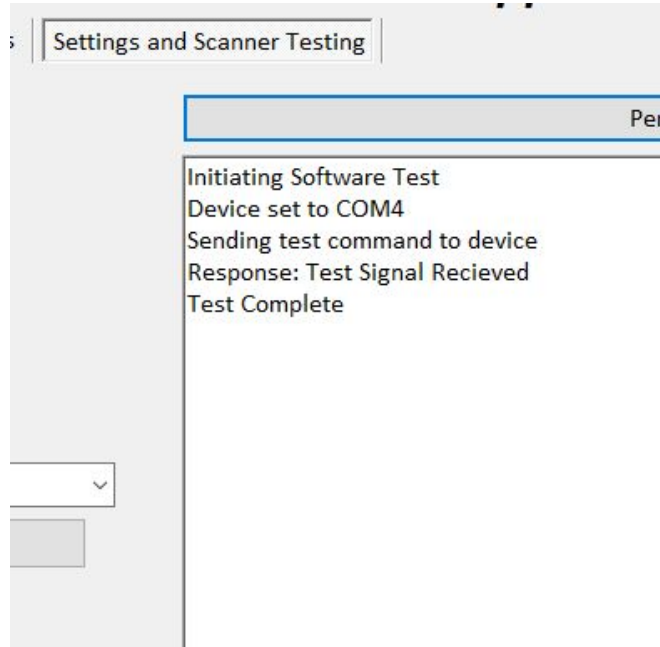 Settings and Scanner Testing
Initiating Software Test
Device set to COM4
Sending test command to device
Response: Test Signal Recieved
Test Complete